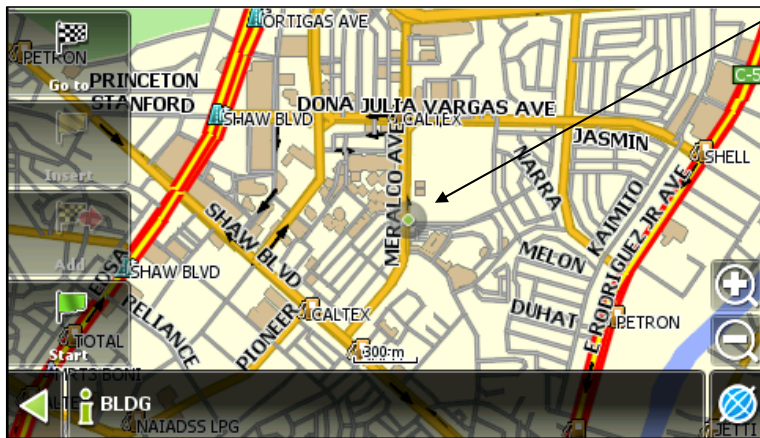 ORTIGAS AVE
PETRON
Go to
PRINCETON
STANFORD
C-5
DONA JULIA VARGAS AVE
SHAW BLVD
CALTEX
JASMIN
SHELL
Insert
NARRA
KAIMITO
MERALCO AVE
SHAW BLVD
Add
MELON
EDSA
SHAW BLVD
E RODRIGUEZ JR AVE
RELIANCE
PIONEER
CALTEX
DUHAT
PETRON
TOTAL
Start
300 m
BONI
BLDG
NAIADSS LPG
JETTI